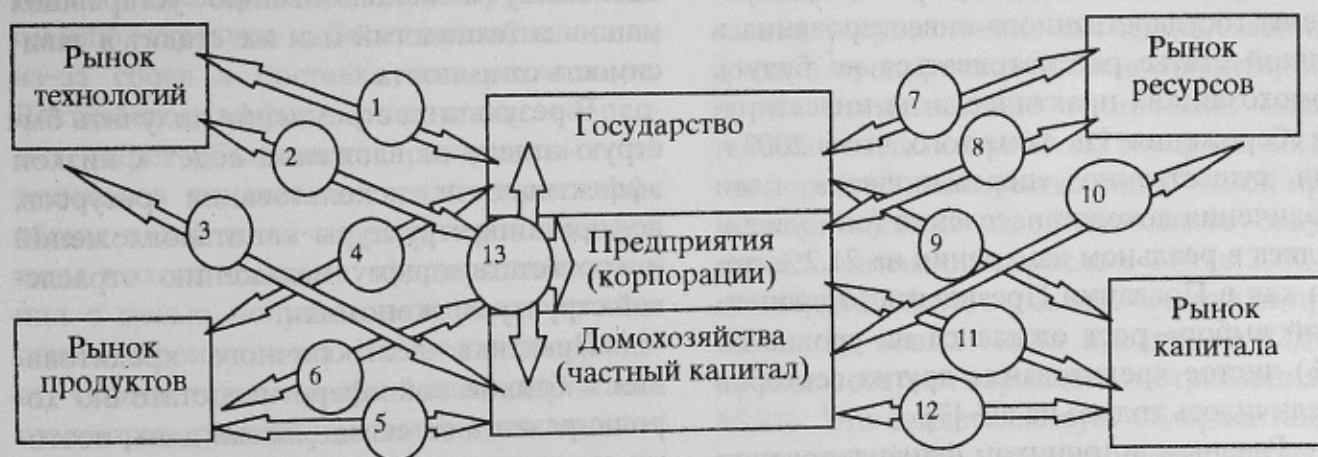 Рынок
технологий
Рынок
ресурсов
1
7
Государство
2
8
10
3
4
13
9
Предприятия
(корпорации)
Рынок
продуктов
Домохозяйства
(частный капитал)
Рынок
капитала
6
11
5
12